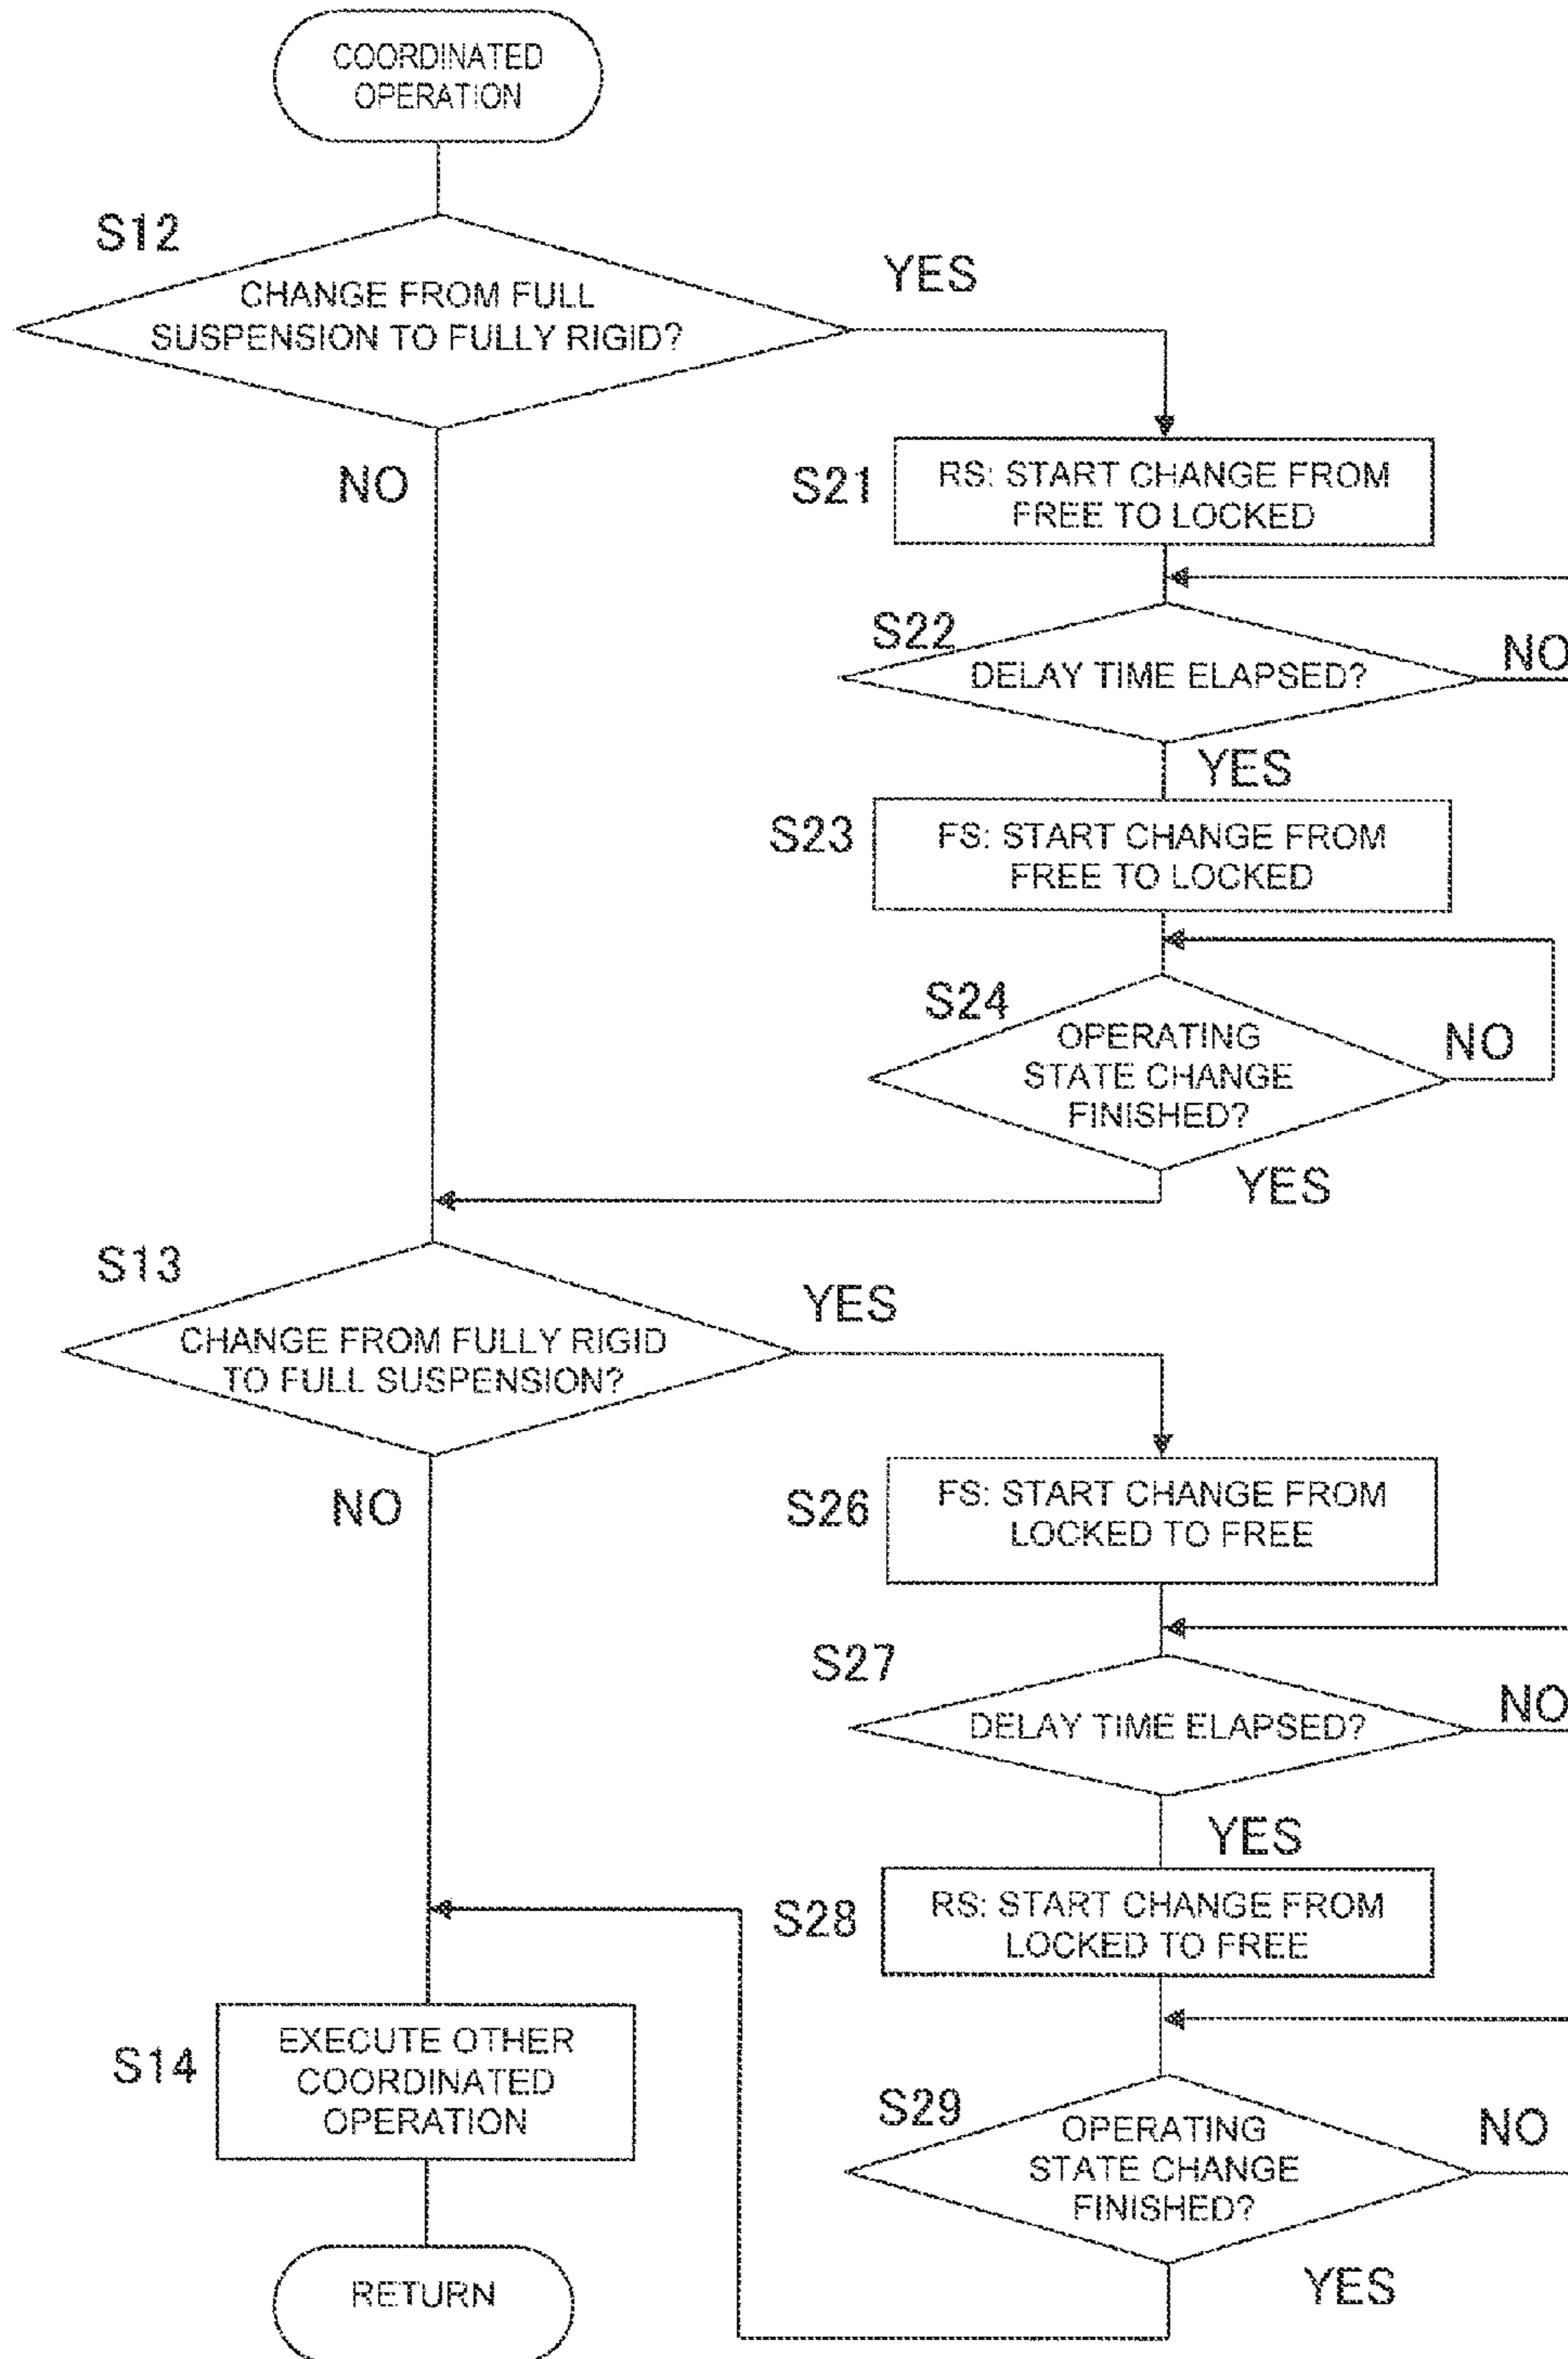 COORDINATED
OPERATION
S12
CHANGE FROM FULL
SUSPENSION TO FULLY RIGID?
YES
NO
S21
RS: START CHANGE FROM
FREE TO LOCKED
S22
DELAY TIME ELAPSED?
NO
YES
S23
FS: START CHANGE FROM
FREE TO LOCKED
S24
OPERATING
STATE CHANGE
FINISHED?
NO
YES
S13
CHANGE FROM FULLY RIGID
TO FULL SUSPENSION?
YES
NO
S26
FS: START CHANGE FROM
LOCKED TO FREE
S27
DELAY TIME ELAPSED?
NO
YES
S28
RS: START CHANGE FROM
LOCKED TO FREE
S29
OPERATING
STATE CHANGE
FINISHED?
NO
YES
S14
EXECUTE OTHER
COORDINATED
OPERATION
RETURN